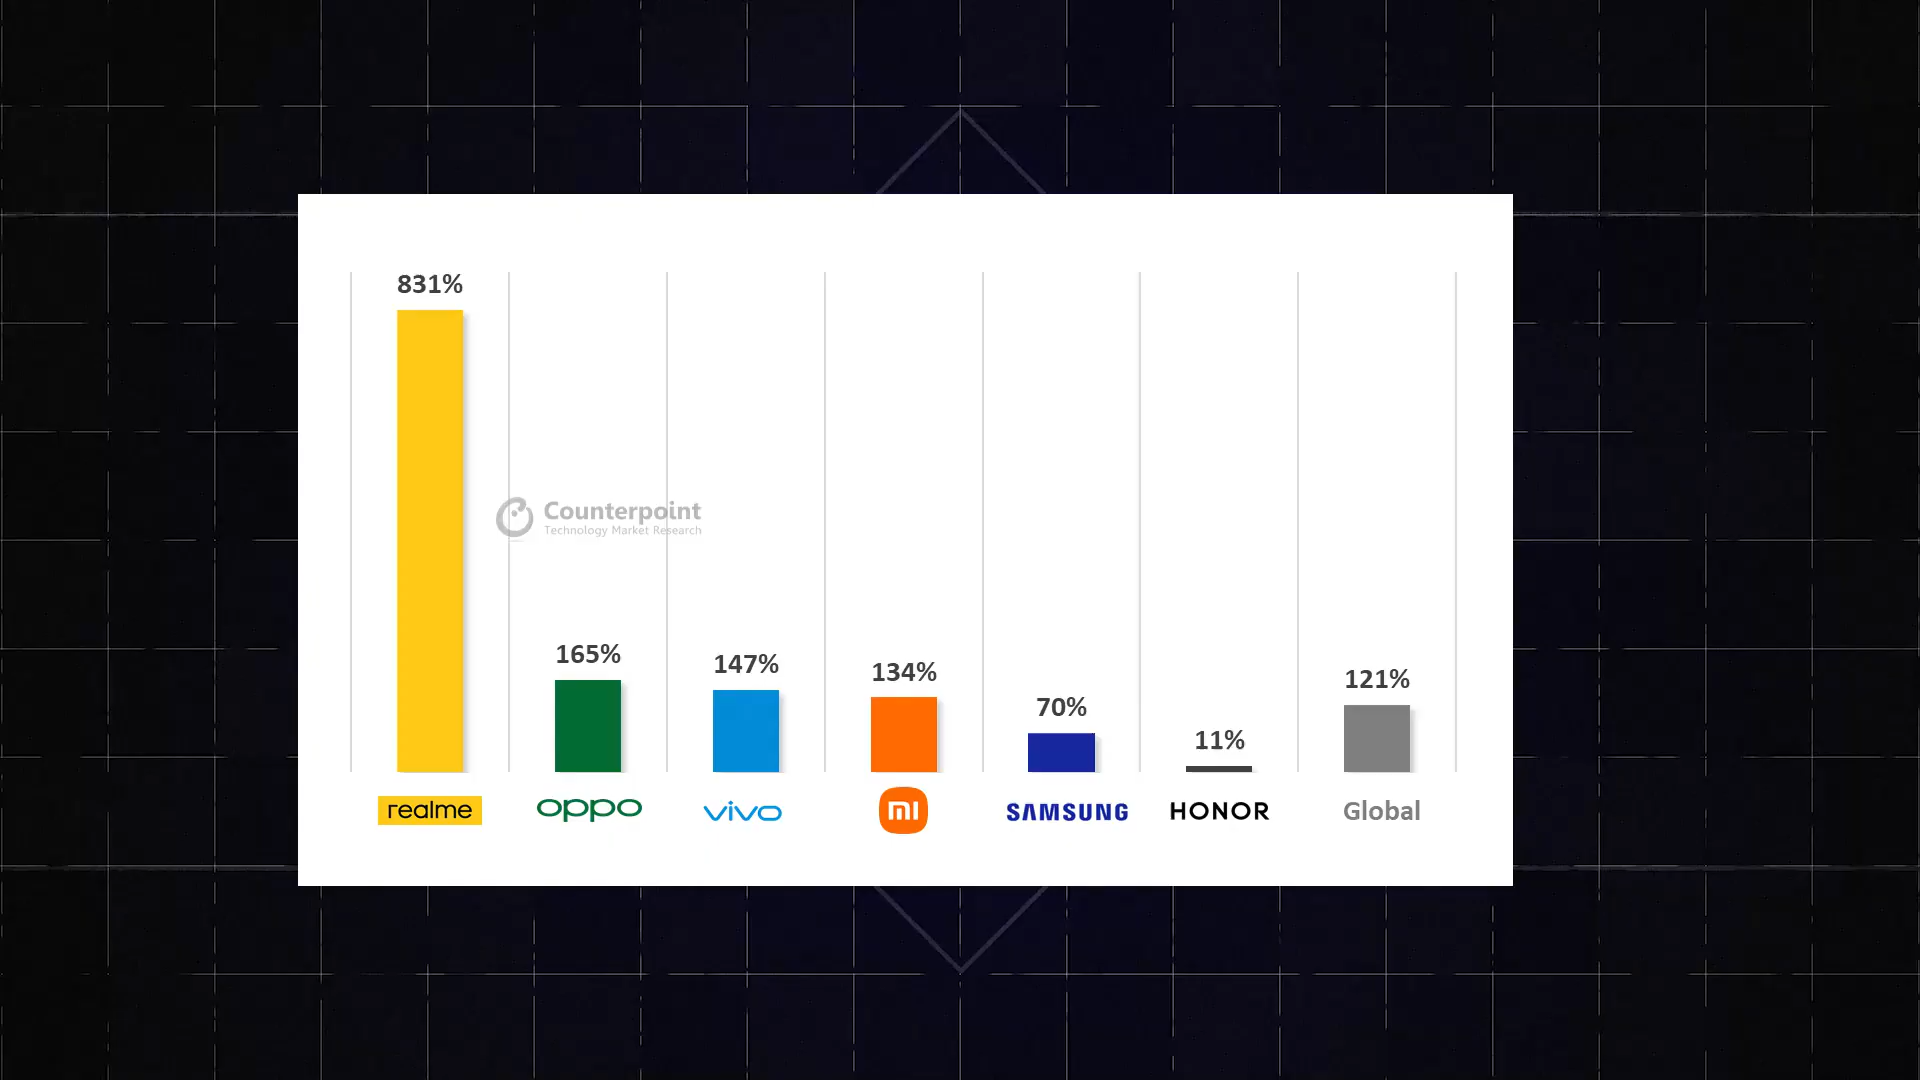 831%
165%
147%
134%
70%
11%
121%
Counterpoint
Technology Market Research
realme
oppo
vivo
mi
SAMSUNG
HONOR
Global